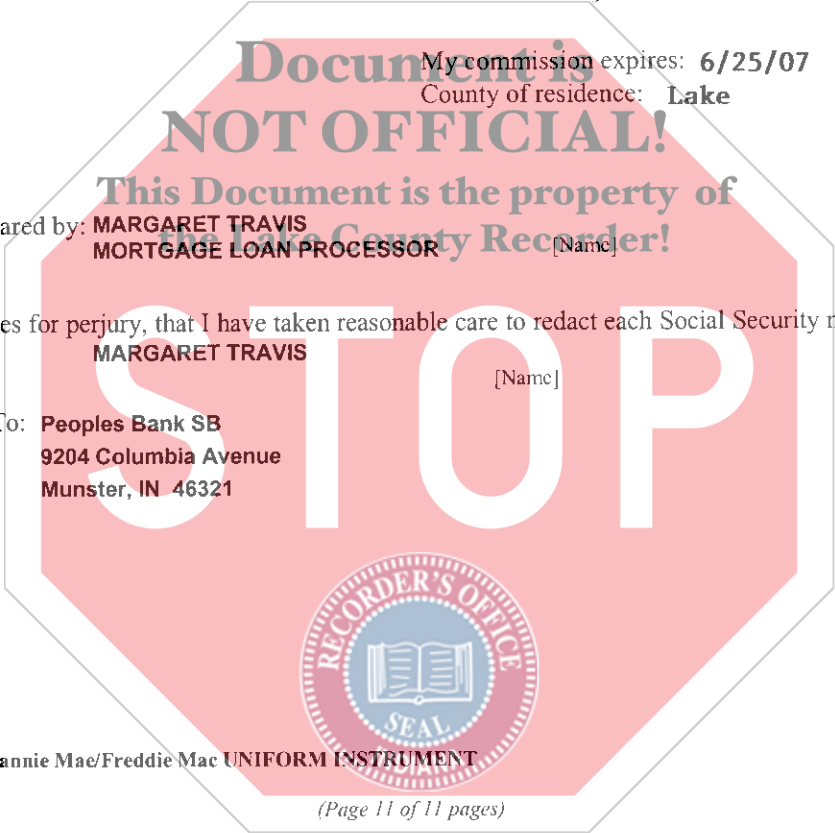 Document is
My commission expires: 6/25/07
County of residence: Lake
NOT OFFICIAL!
This Document is the property of
ared by: MARGARET TRAVIS
the Lake County Recorder!
MORTGAGE LOAN PROCESSOR [Name]
es for perjury, that I have taken reasonable care to redact each Social Security n
MARGARET TRAVIS
[Name]
STOP
To: Peoples Bank SB
9204 Columbia Avenue
Munster, IN 46321
RECORDER'S OFFICE
SEAL
INDIANA
annie Mae/Freddie Mac UNIFORM INSTRUMENT
(Page 11 of 11 pages)